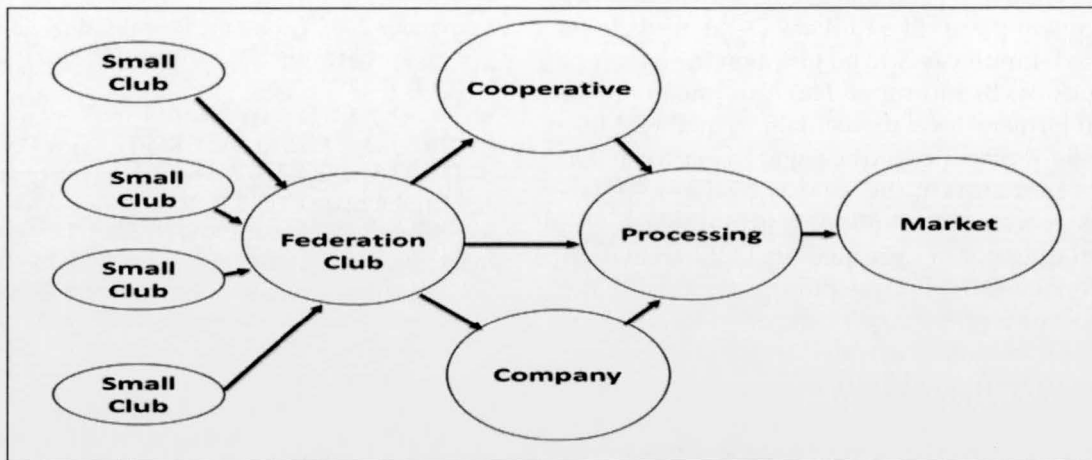 Small
Club
Small
Club
Small
Club
Small
Club
Federation
Club
Cooperative
Company
Processing
Market